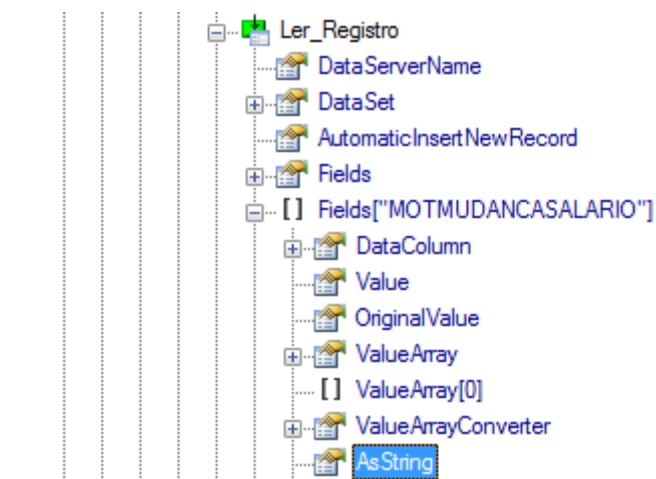 Ler_Registro
DataServerName
DataSet
AutomaticInsertNewRecord
Fields
[] Fields["MOTMUDANCASALARIO"]
DataColumn
Value
OriginalValue
ValueArray
[] ValueArray[0]
ValueArrayConverter
AsString